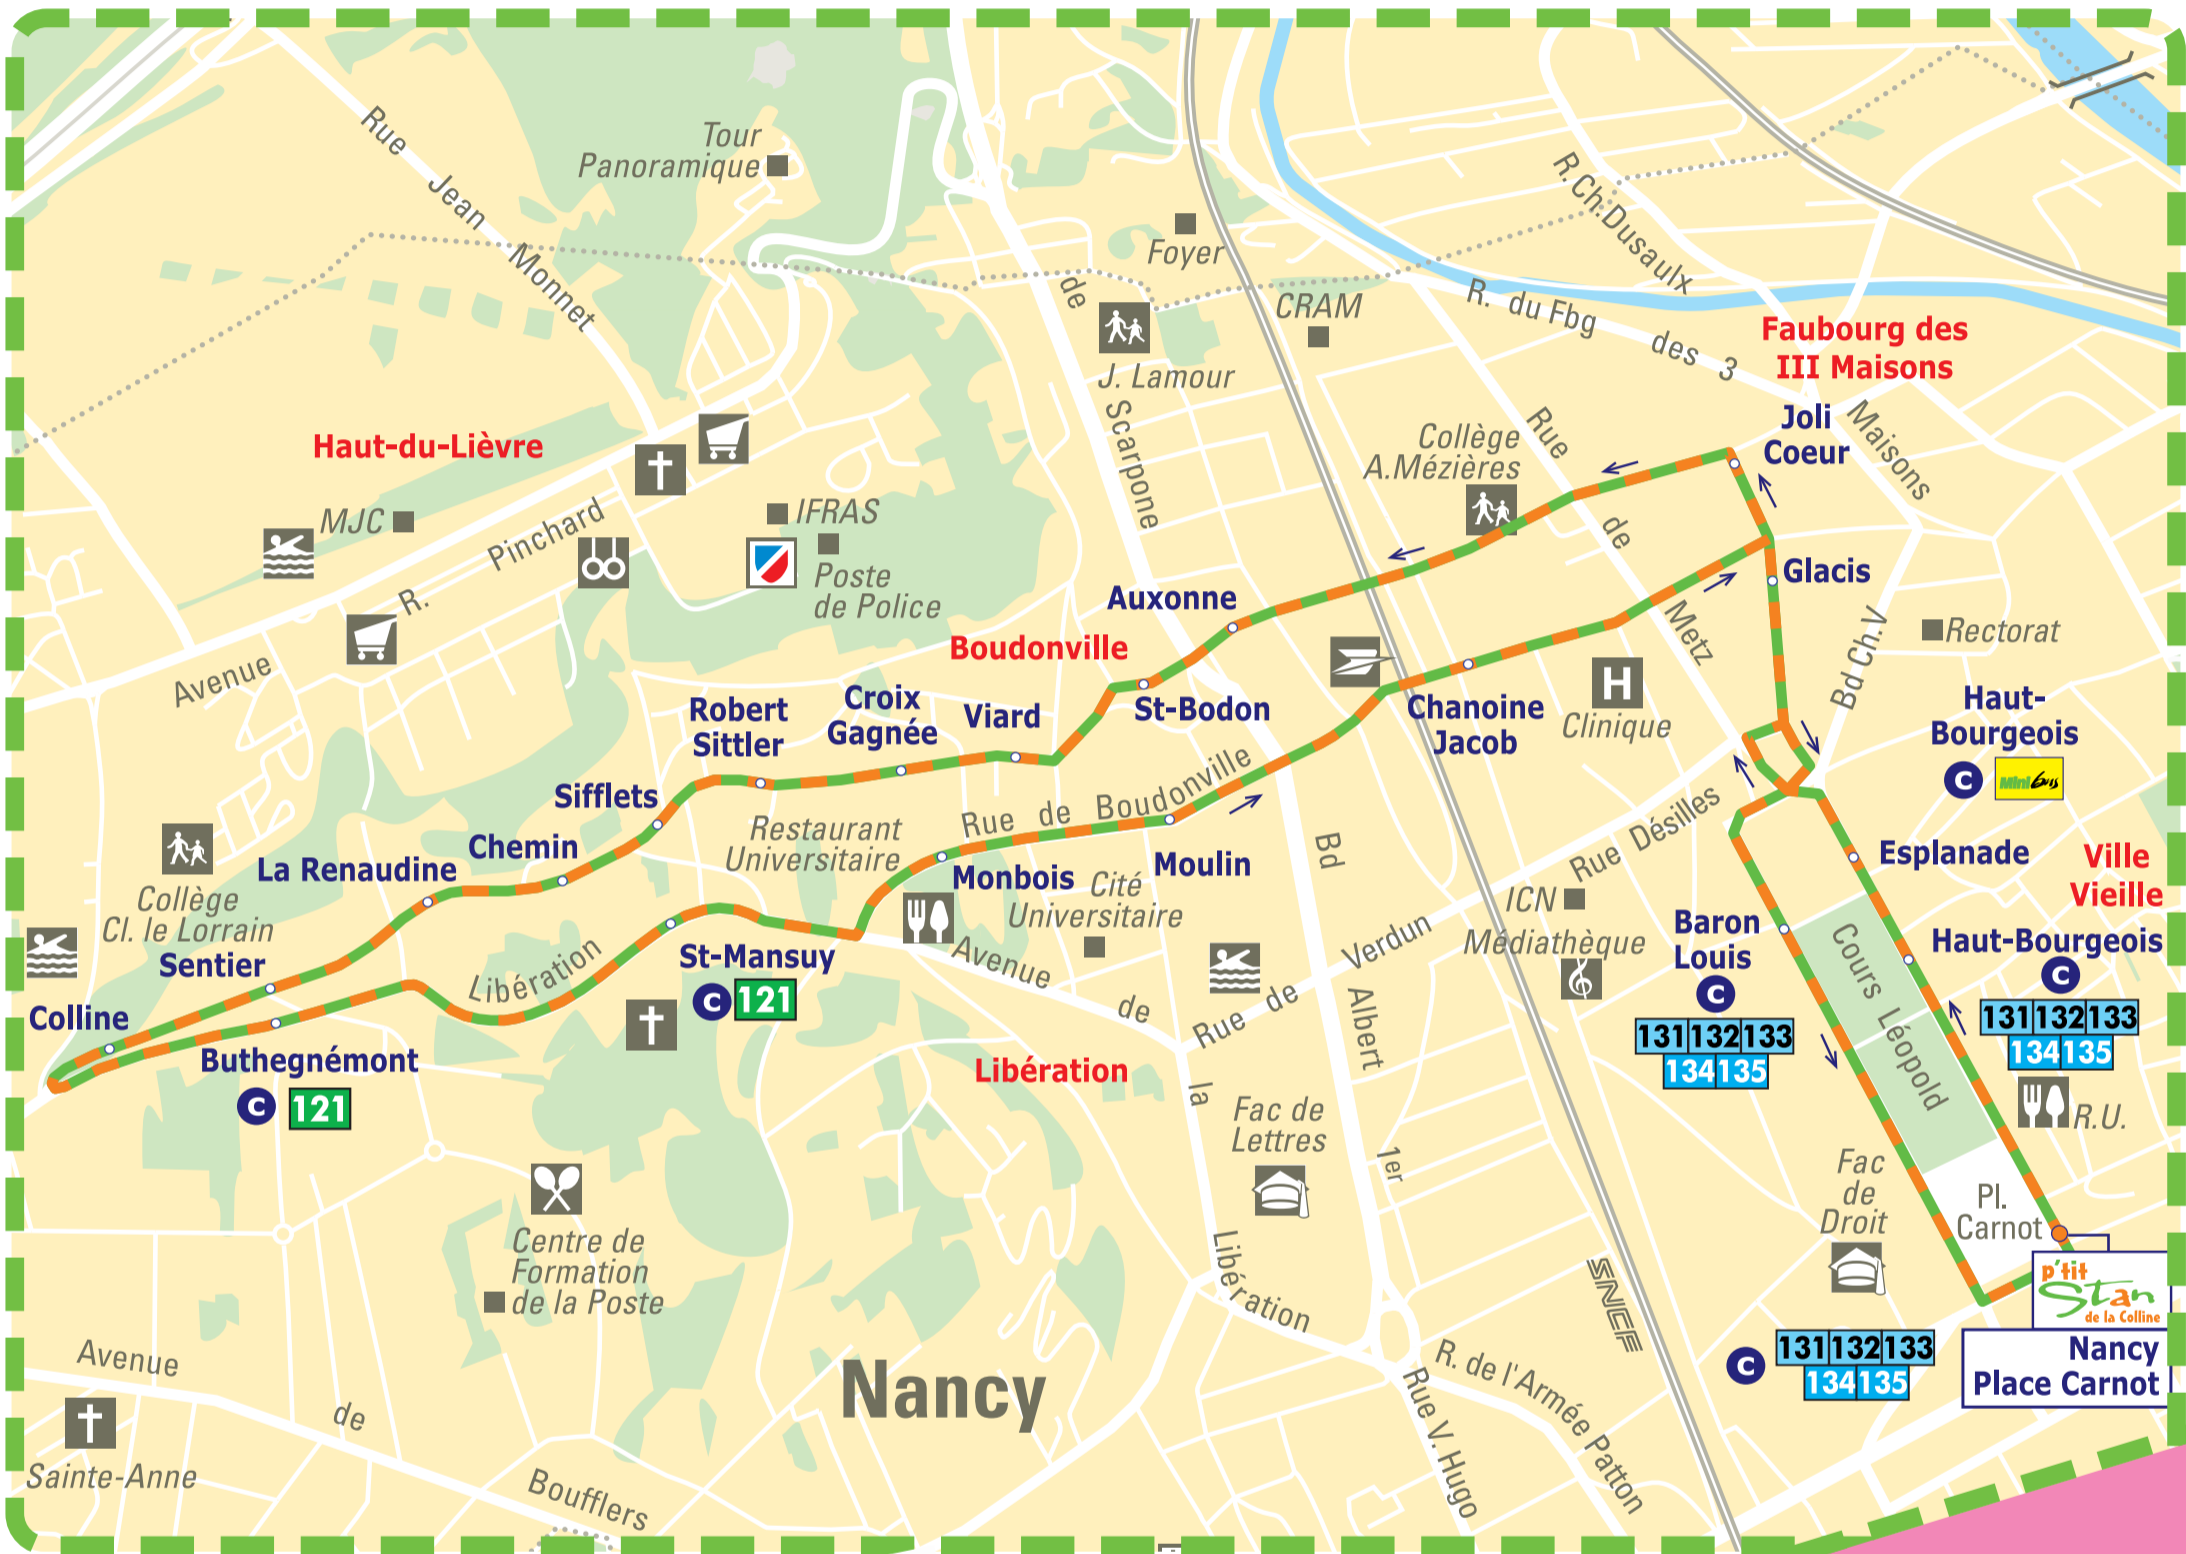 Rue
Jean
Monnet
Tour
Panoramique
Foyer
de
CRAM
R.Ch.Dusaulx
R. du Fbg
des 3
Maisons
Faubourg des
III Maisons
J. Lamour
Scarpone
Joli
Coeur
Haut-du-Lièvre
Collège
A.Mézières
Rue
de
Metz
MJC
R.
Pinchard
IFRAS
Poste
de Police
Glacis
Auxonne
Boudonville
Rectorat
Avenue
Bd Ch.V
Robert
Sittler
Croix
Gagnée
Viard
St-Bodon
Chanoine
Jacob
H
Clinique
Haut-
Bourgeois
C
Mini bus
Sifflets
Rue de Boudonville
Chemin
La Renaudine
Restaurant
Universitaire
Monbois
Moulin
Bd
Albert
1er
Rue Désilles
Esplanade
Ville
Vieille
Collège
Cl. le Lorrain
Sentier
Cité
Universitaire
ICN
Médiathèque
Baron
Louis
C
131 132 133
134 135
Cours Léopold
Haut-Bourgeois
C
131 132 133
134 135
R.U.
Libération
St-Mansuy
C 121
Avenue
de
la
Libération
Rue de
Verdun
Colline
Buthegnémont
C 121
Libération
Fac de
Lettres
Fac
de
Droit
Pl.
Carnot
Centre de
Formation
de la Poste
SNCF
p'tit
Stan
de la Colline
C
131 132 133
134 135
Nancy
Place Carnot
Nancy
R. de l'Armée Patton
Rue V. Hugo
Avenue
de
Boufflers
Sainte-Anne